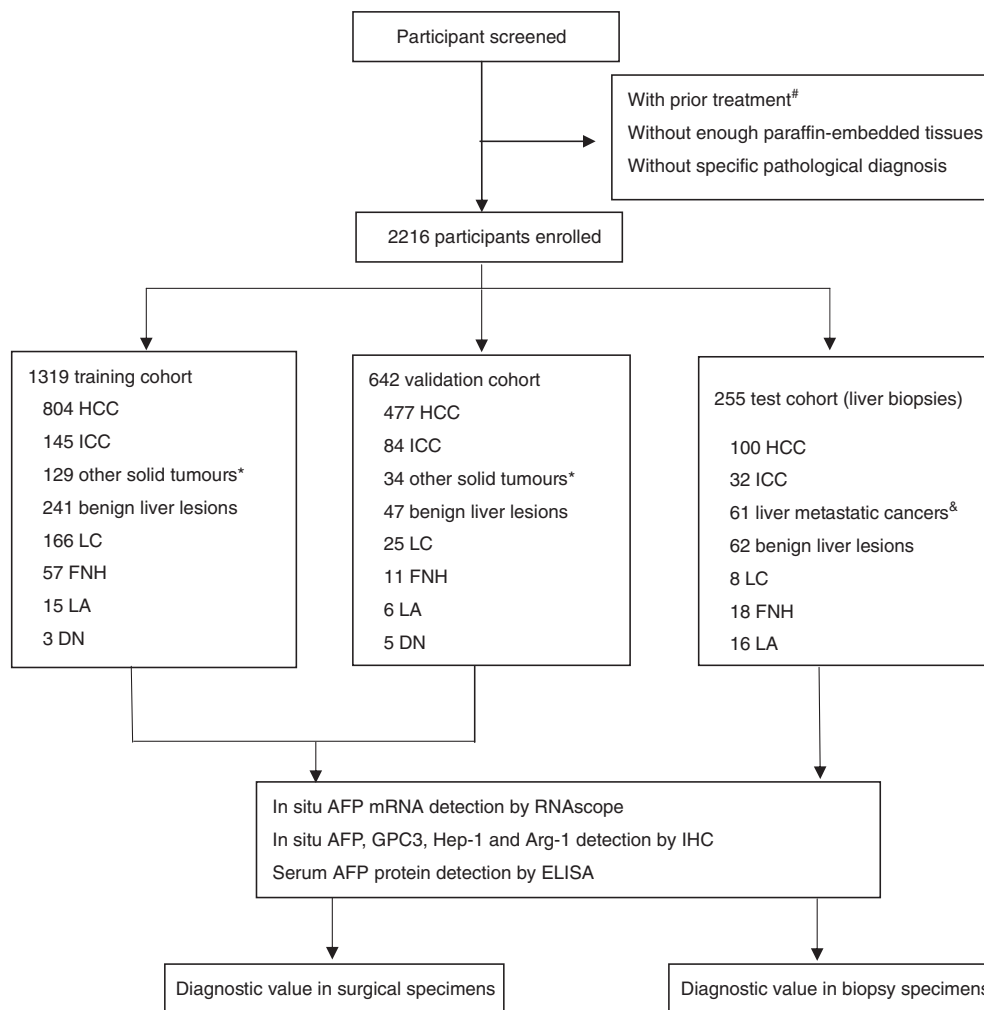 Participant screened
With prior treatment#
Without enough paraffin-embedded tissues
Without specific pathological diagnosis
2216 participants enrolled
1319 training cohort
804 HCC
145 ICC
129 other solid tumours*
241 benign liver lesions
166 LC
57 FNH
15 LA
3 DN
642 validation cohort
477 HCC
84 ICC
34 other solid tumours*
47 benign liver lesions
25 LC
11 FNH
6 LA
5 DN
255 test cohort (liver biopsies)
100 HCC
32 ICC
61 liver metastatic cancers&
62 benign liver lesions
8 LC
18 FNH
16 LA
In situ AFP mRNA detection by RNAscope
In situ AFP, GPC3, Hep-1 and Arg-1 detection by IHC
Serum AFP protein detection by ELISA
Diagnostic value in surgical specimens
Diagnostic value in biopsy specimens